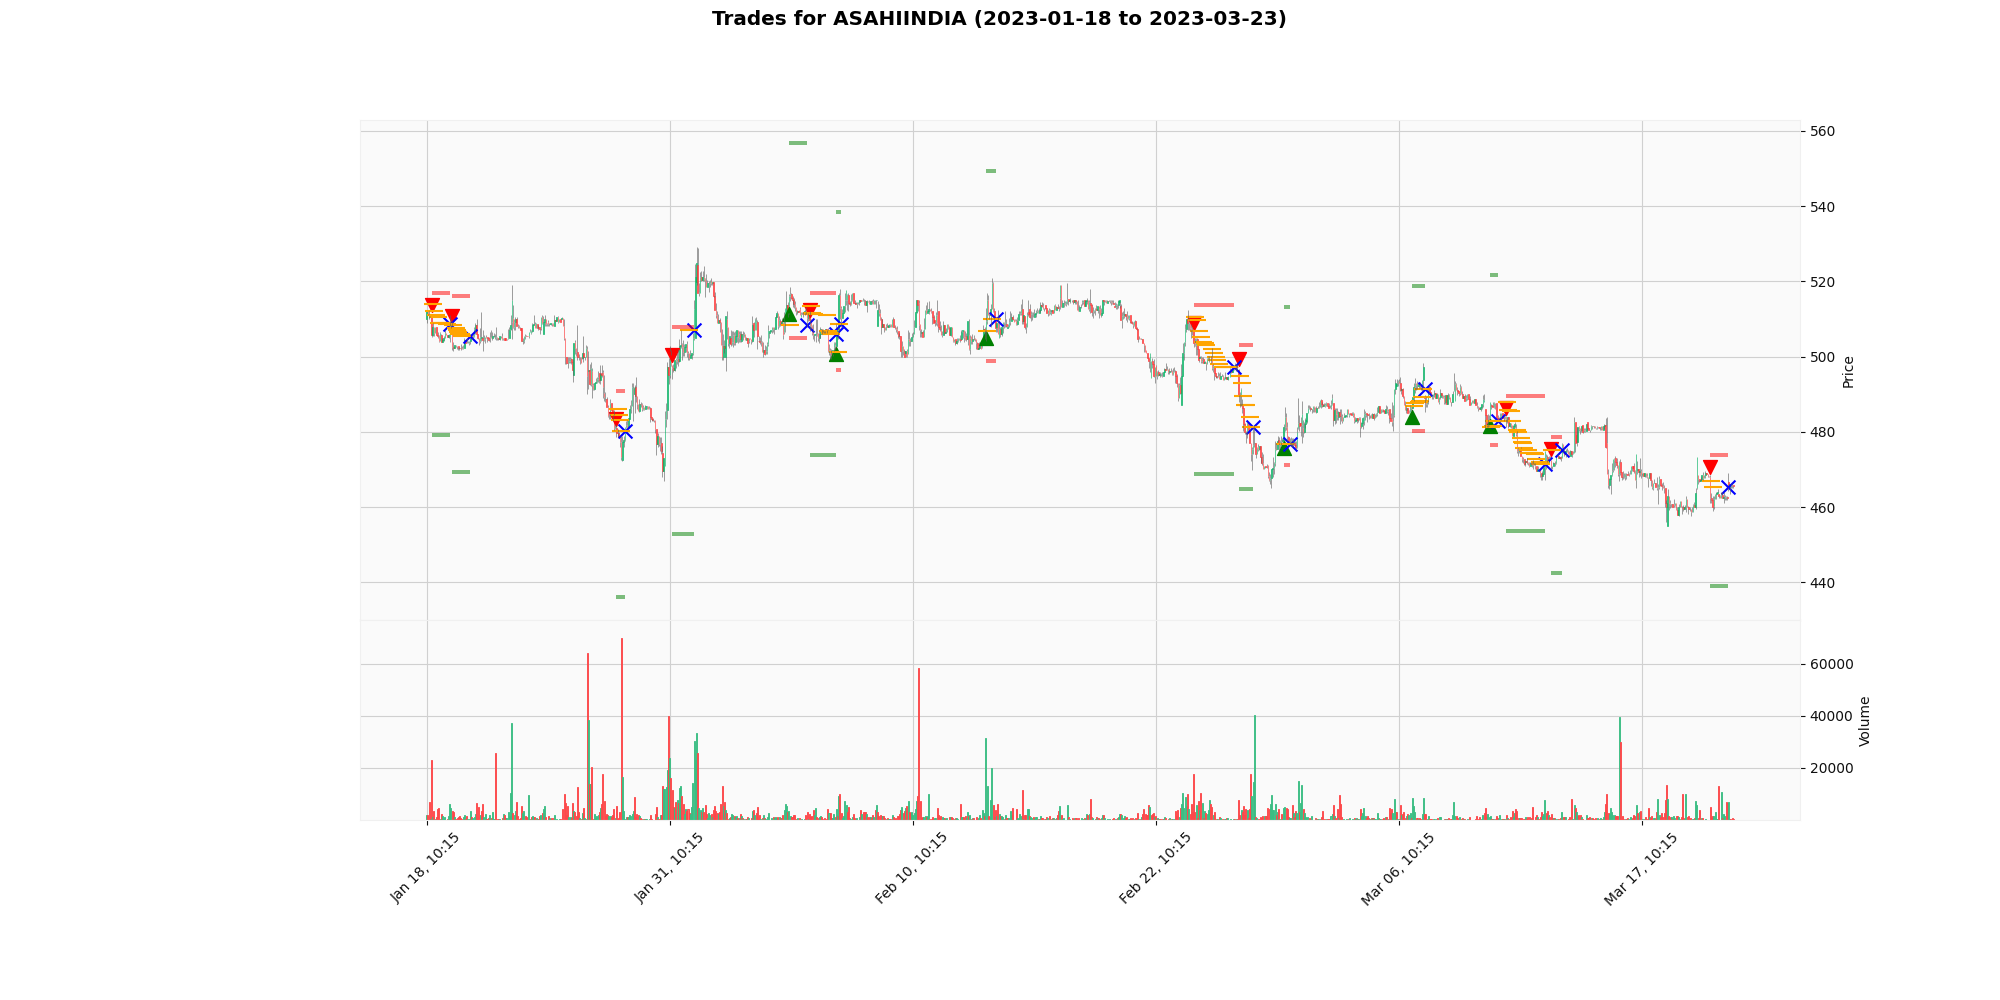 Trades for ASAHIINDIA (2023-01-18 to 2023-03-23)
560
540
520
500
480
460
440
Price
60000
40000
20000
Volume
Jan 18, 10:15
Jan 31, 10:15
Feb 10, 10:15
Feb 22, 10:15
Mar 06, 10:15
Mar 17, 10:15